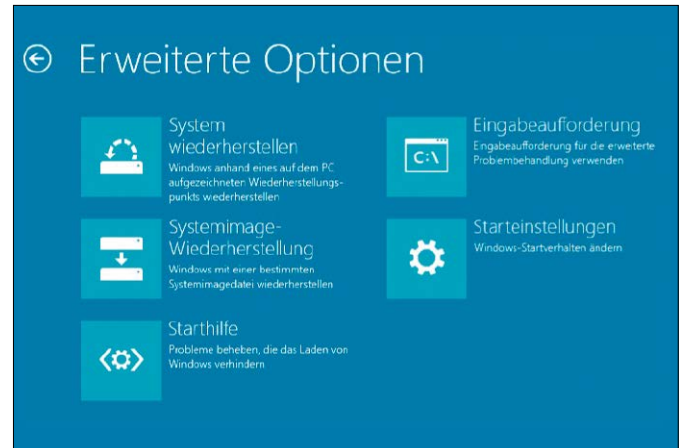 Erweiterte Optionen
System
wiederherstellen
Windows anhand eines auf dem PC
aufgezeichneten Wiederherstellungs-
punkts wiederherstellen
Systemimage-
Wiederherstellung
Windows mit einer bestimmten
Systemimagedatei wiederherstellen
Starthilfe
Probleme beheben, die das Laden von
Windows verhindern
C:\
Eingabeaufforderung
Eingabeaufforderung für die erweiterte
Problembehandlung verwenden
Starteinstellungen
Windows-Startverhalten ändern